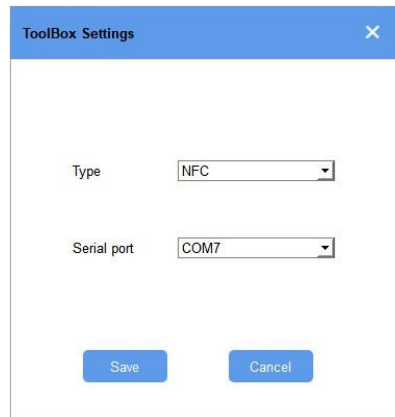 ToolBox Settings
Type NFC
Serial port COM7
Save Cancel